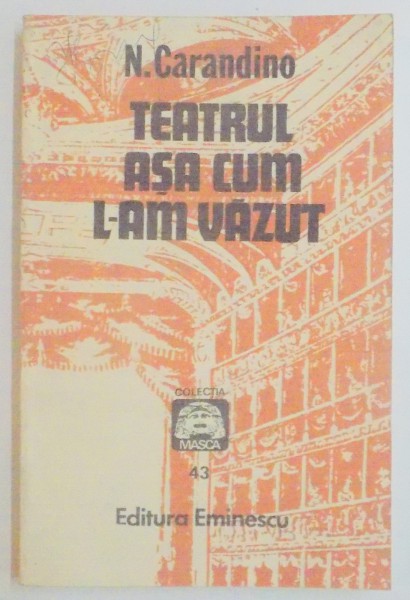 N. Carandino
TEATRUL
AȘA CUM
L-AM VĂZUT
COLECȚIA
MASCA
43
Editura Eminescu